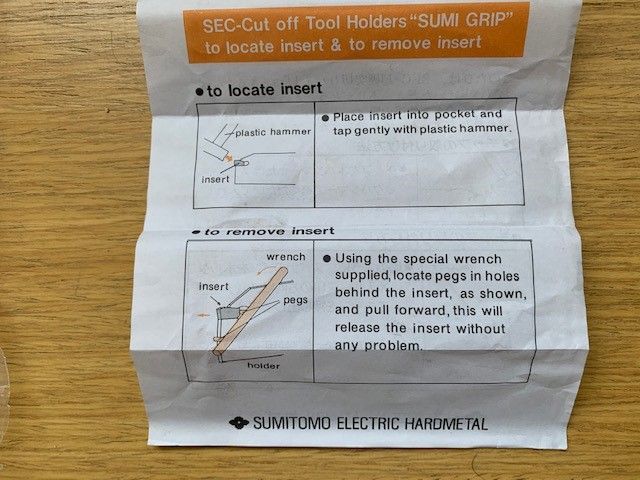 SEC-Cut off Tool Holders "SUMI GRIP"
to locate insert & to remove insert
● to locate insert
plastic hammer
insert
● Place insert into pocket and
tap gently with plastic hammer.
● to remove insert
wrench
insert
pegs
holder
● Using the special wrench
supplied, locate pegs in holes
behind the insert, as shown,
and pull forward, this will
release the insert without
any problem.
SUMITOMO ELECTRIC HARDMETAL